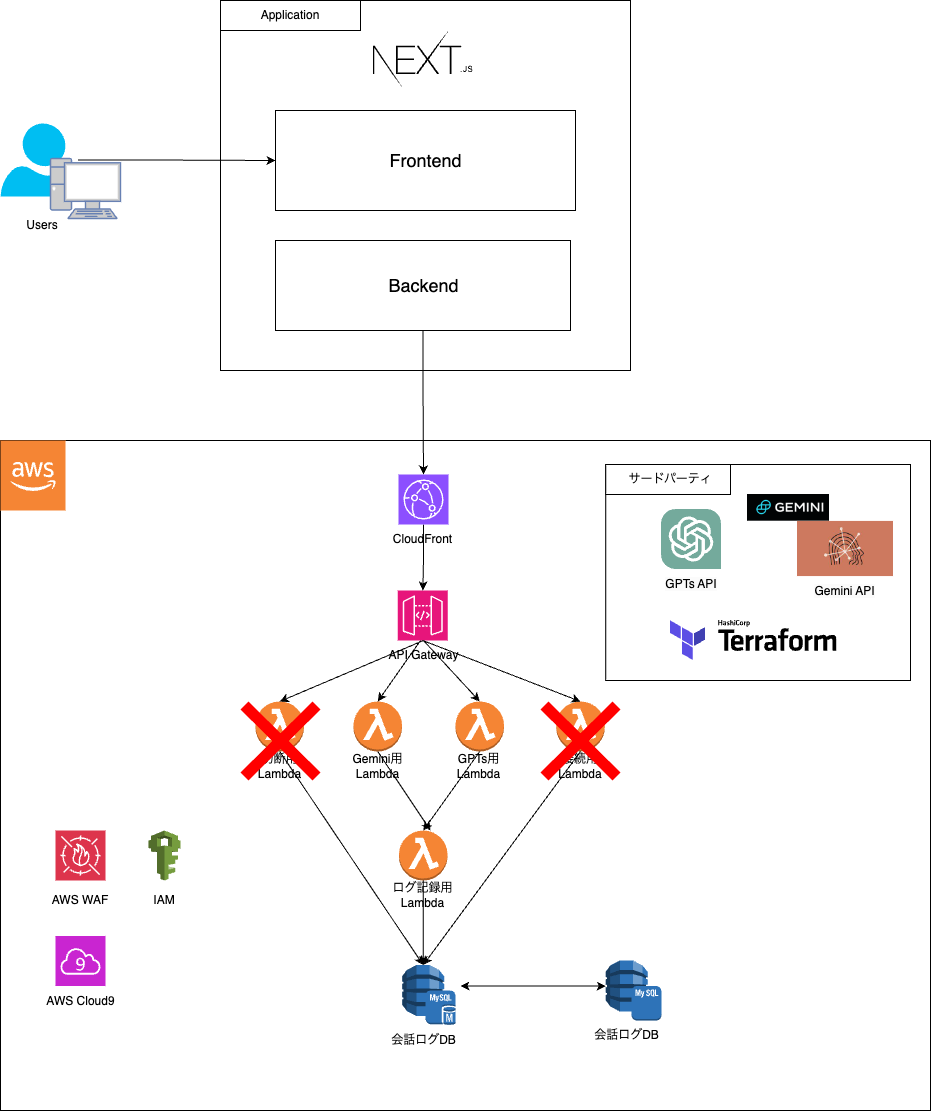 Application
NEXT.JS
Frontend
Users
Backend
aws
サードパーティ
GEMINI
CloudFront
GPTs API
Gemini API
HashiCorp
Terraform
API Gateway
断用
Lambda
Gemini用
Lambda
GPTs用
Lambda
続用
Lambda
ログ記録用
Lambda
AWS WAF
IAM
9
AWS Cloud9
MySQL
M
会話ログDB
MySQL
会話ログDB